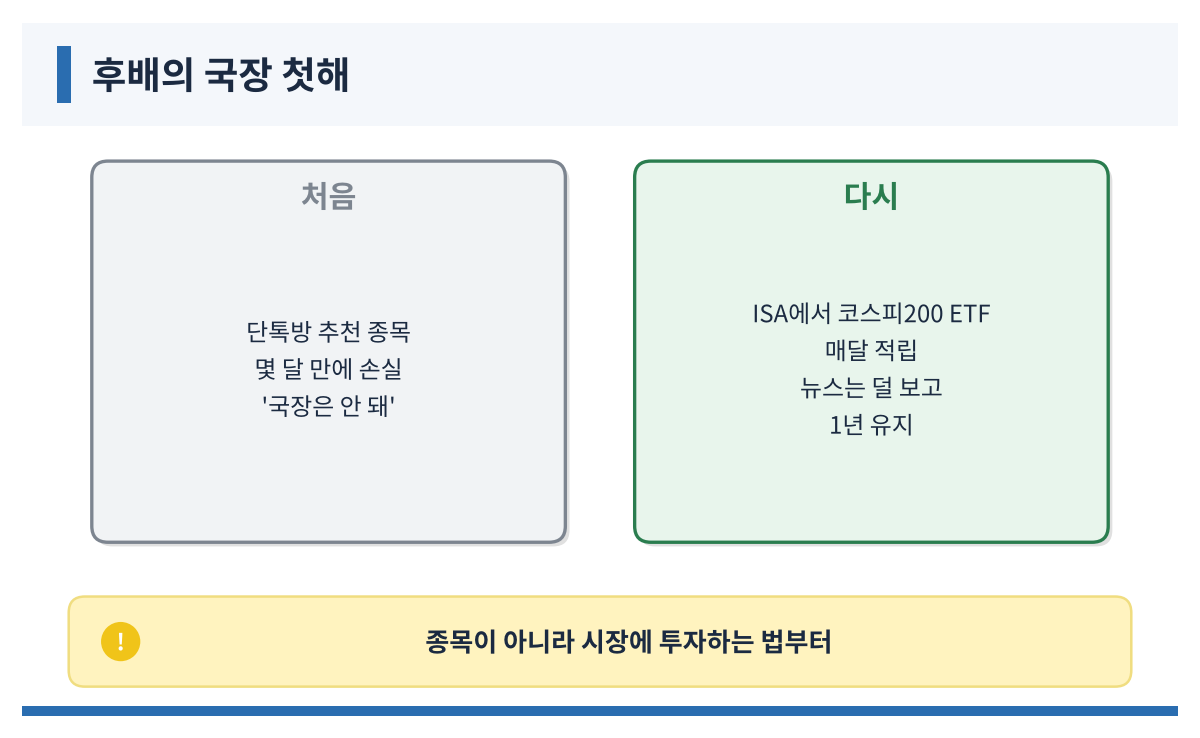 후배의 국장 첫해
처음
단톡방 추천 종목
몇 달 만에 손실
'국장은 안 돼'
다시
ISA에서 코스피200 ETF
매달 적립
뉴스는 덜 보고
1년 유지
!
종목이 아니라 시장에 투자하는 법부터